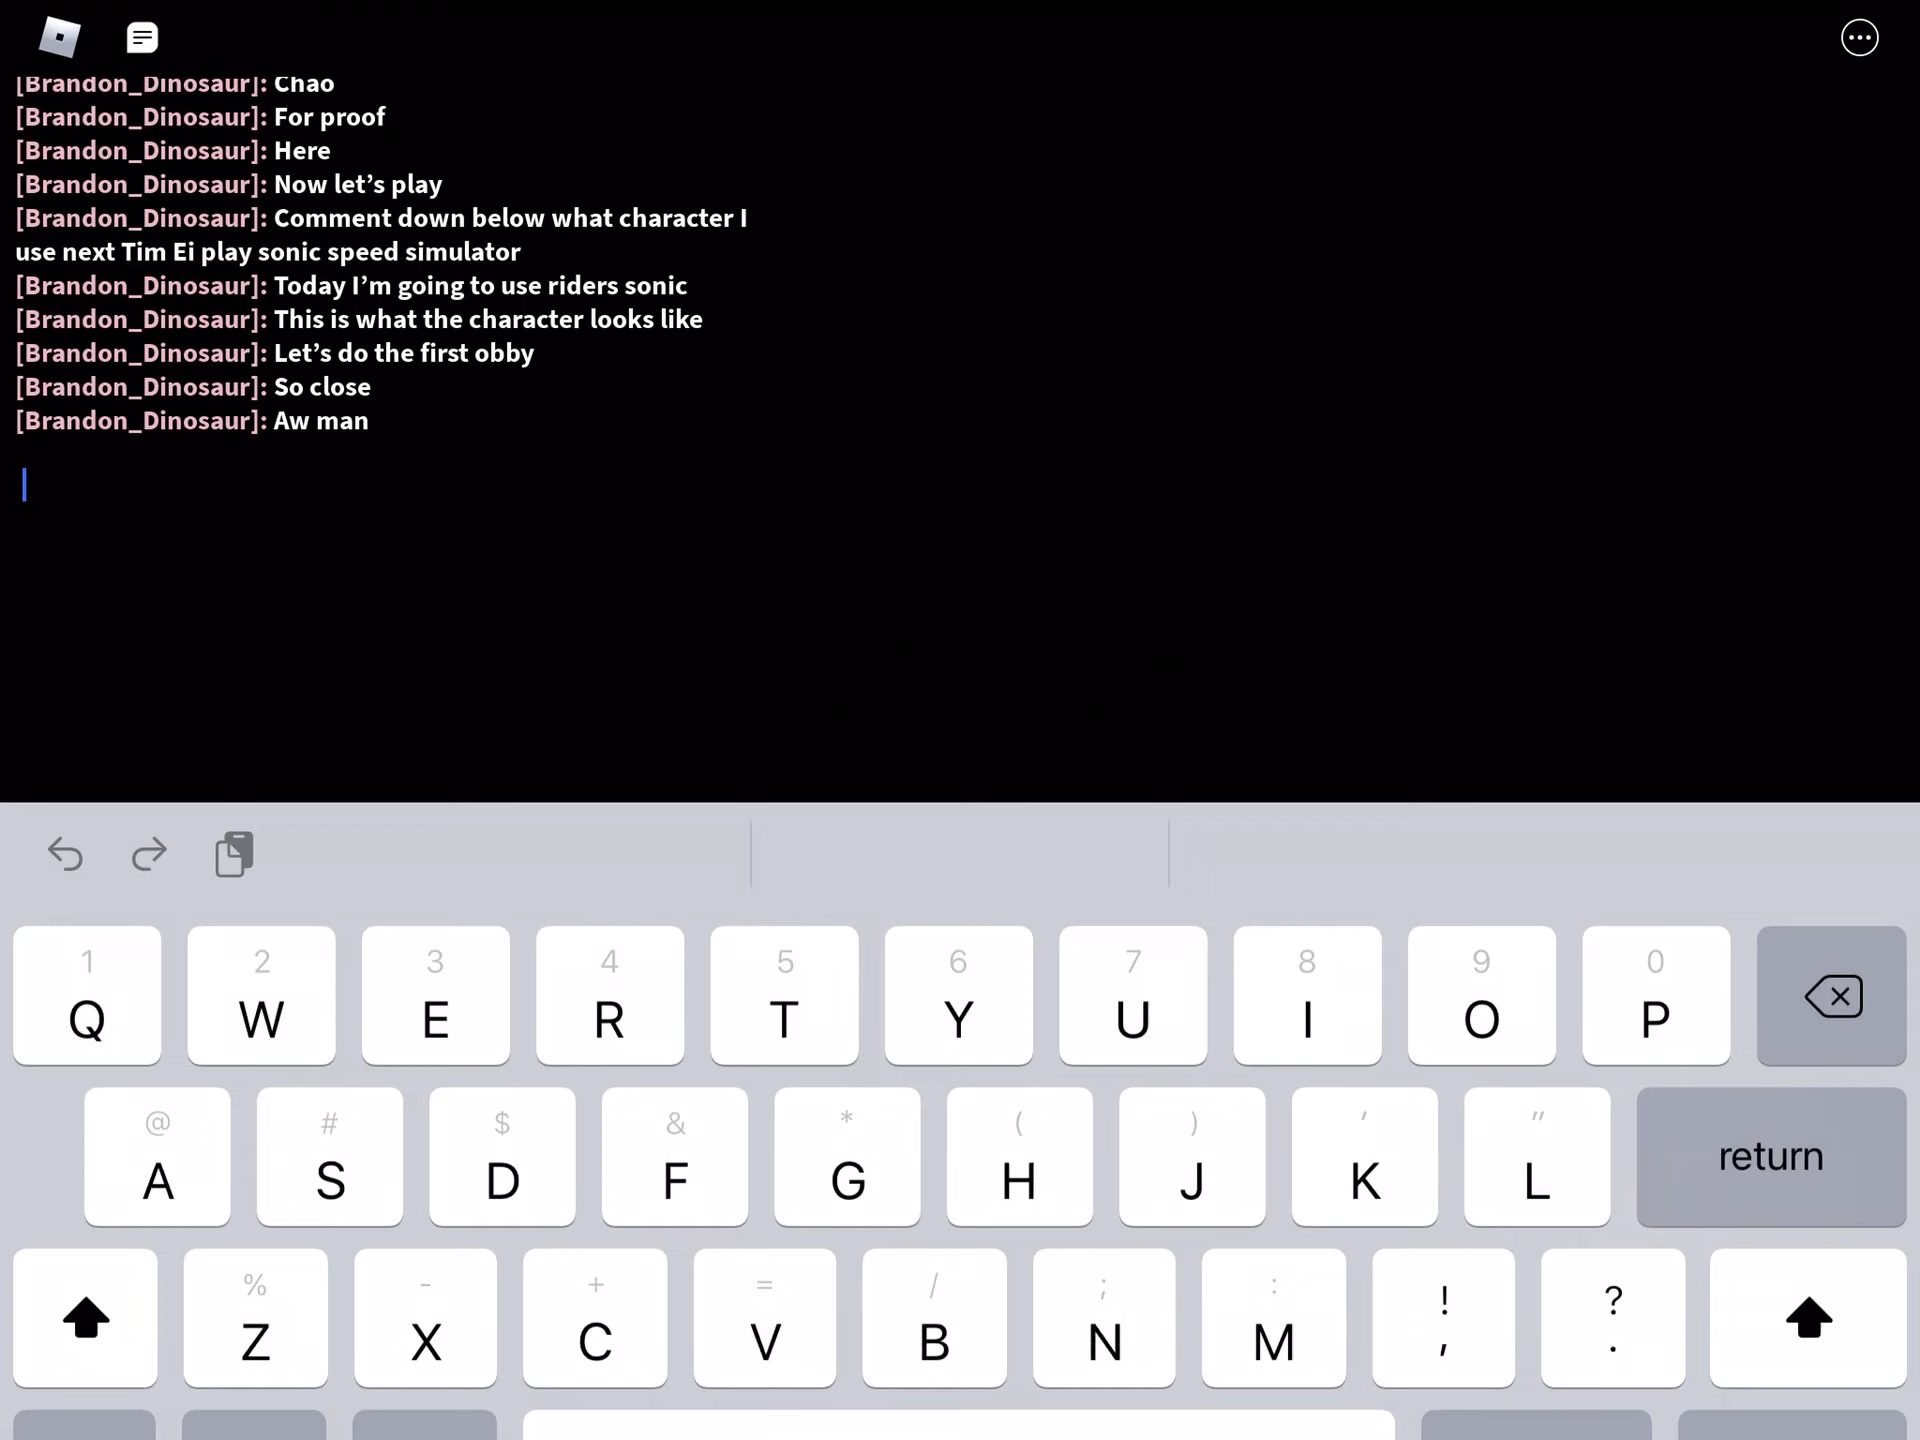 [Brandon_Dinosaur]: Chao
[Brandon_Dinosaur]: For proof
[Brandon_Dinosaur]: Here
[Brandon_Dinosaur]: Now let’s play
[Brandon_Dinosaur]: Comment down below what character I
use next Tim Ei play sonic speed simulator
[Brandon_Dinosaur]: Today I’m going to use riders sonic
[Brandon_Dinosaur]: This is what the character looks like
[Brandon_Dinosaur]: Let’s do the first obby
[Brandon_Dinosaur]: So close
[Brandon_Dinosaur]: Aw man
1 2 3 4 5 6 7 8 9 0
Q W E R T Y U I O P
@ # $ & * ( ) ' "
A S D F G H J K L return
% - + = / ; : ! ?
Z X C V B N M , .